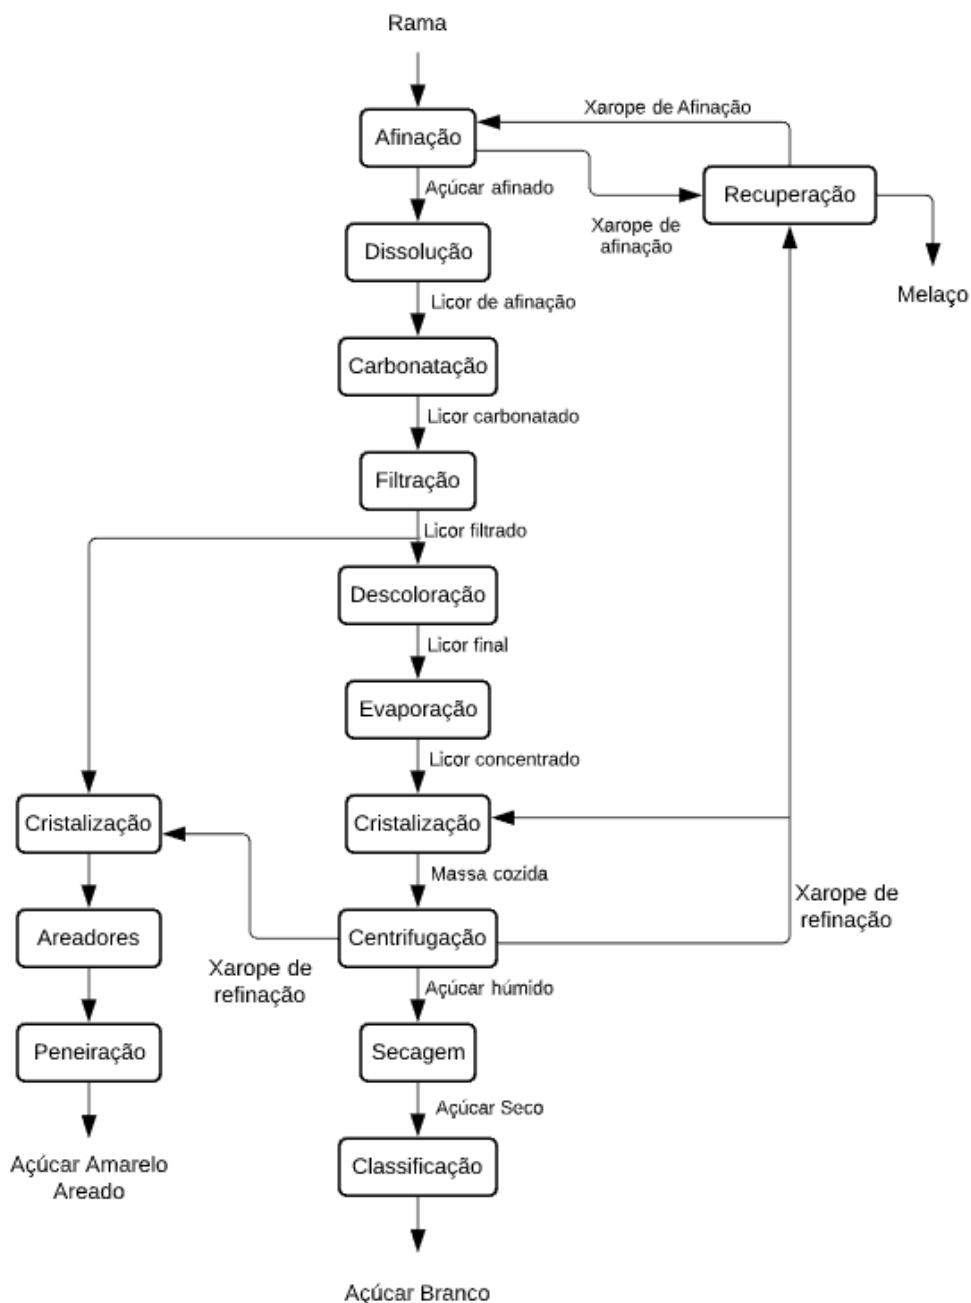 Rama
Xarope de Afinação
Afinação
Açúcar afinado
Recuperação
Xarope de
afinação
Dissolução
Melaço
Licor de afinação
Carbonatação
Licor carbonatado
Filtração
Licor filtrado
Descoloração
Licor final
Evaporação
Licor concentrado
Cristalização
Cristalização
Massa cozida
Xarope de
refinação
Areadores
Centrifugação
Xarope de
refinação
Açúcar húmido
Peneiração
Secagem
Açúcar Seco
Açúcar Amarelo
Areado
Classificação
Açúcar Branco